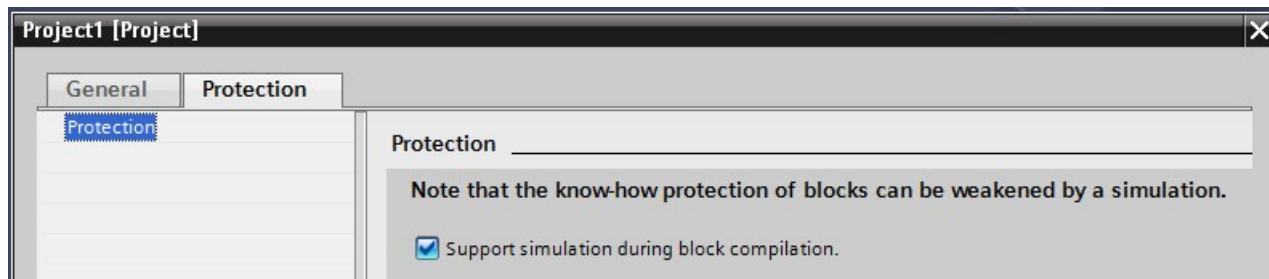 Project1 [Project]
General Protection
Protection
Protection
Note that the know-how protection of blocks can be weakened by a simulation.
Support simulation during block compilation.